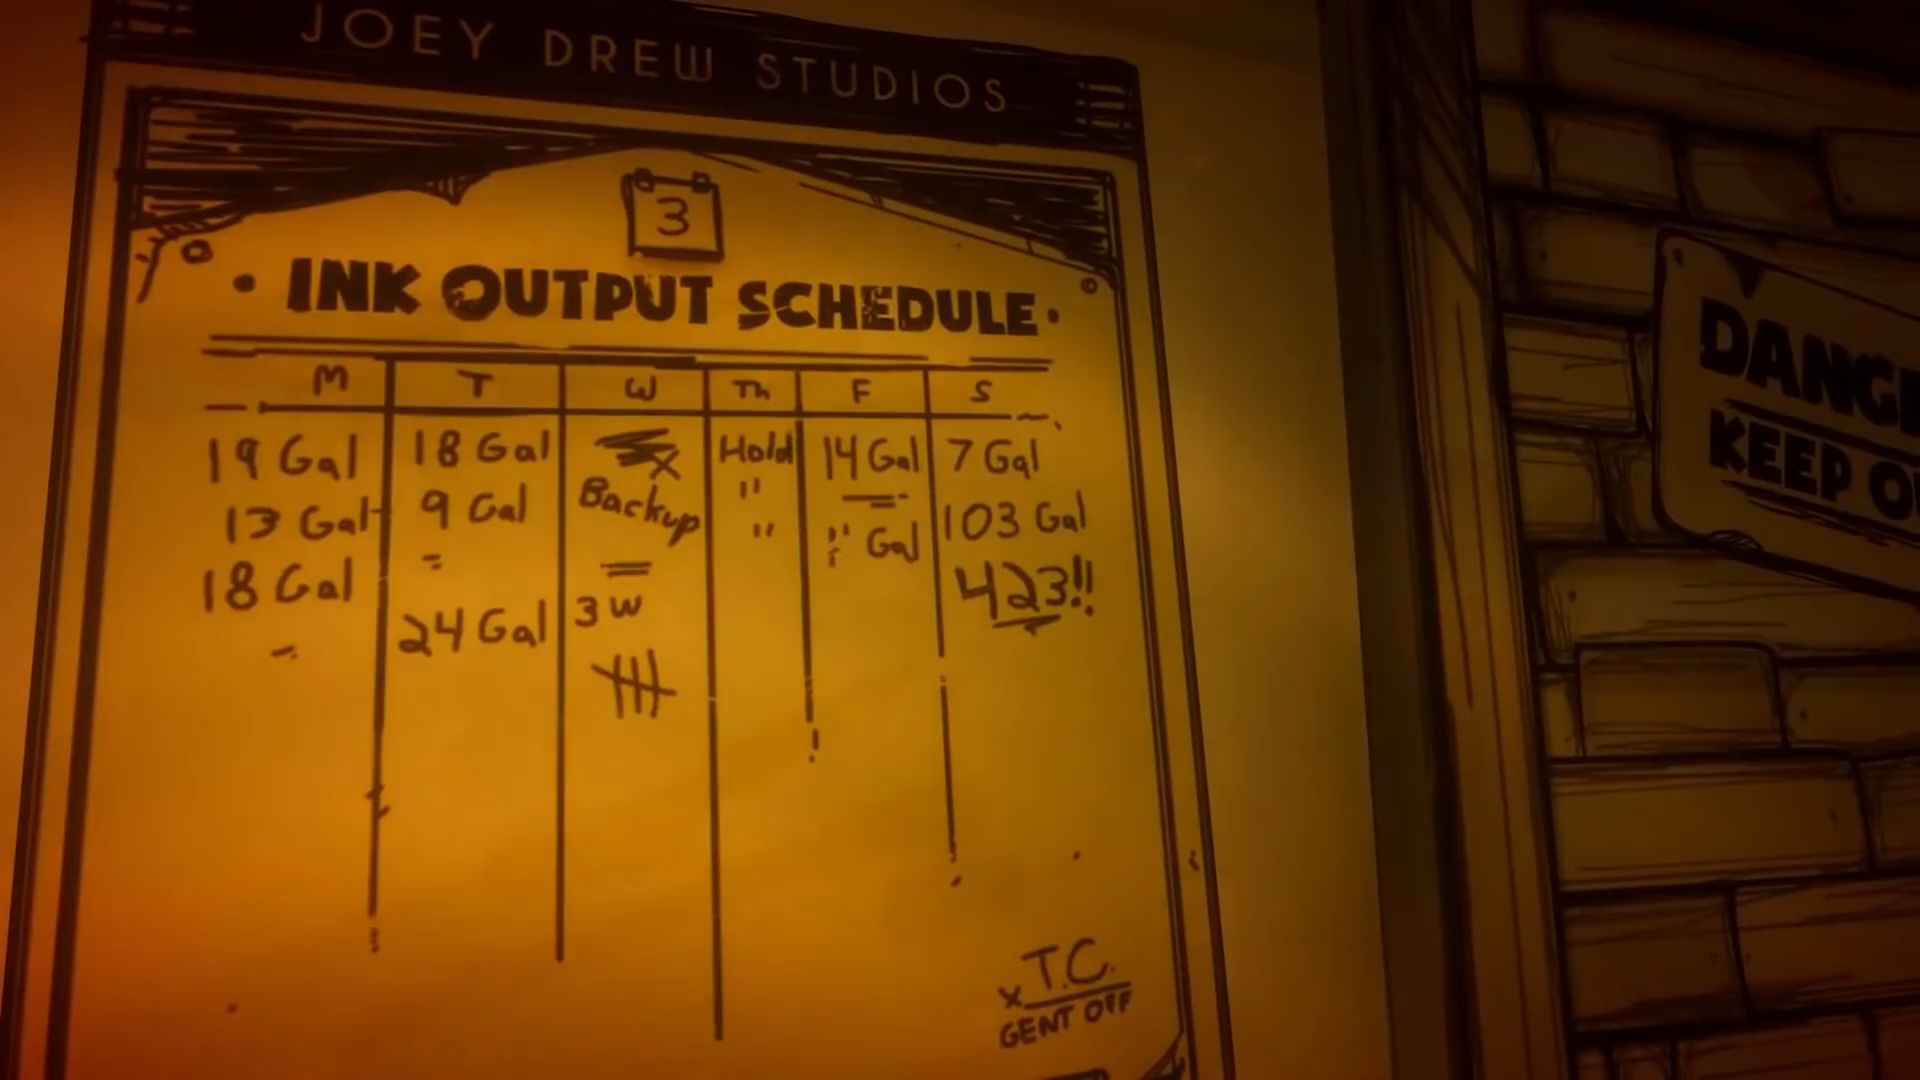 JOEY DREW STUDIOS
3
INK OUTPUT SCHEDULE
M T W Th F S
19 Gal 18 Gal x Hold 14 Gal 7 Gal
13 Gal 9 Gal Backup " 103 Gal
18 Gal = = " " Gal 423!!
- 24 Gal 3 W
x T.C.
GENT OFF
DANGE
KEEP O